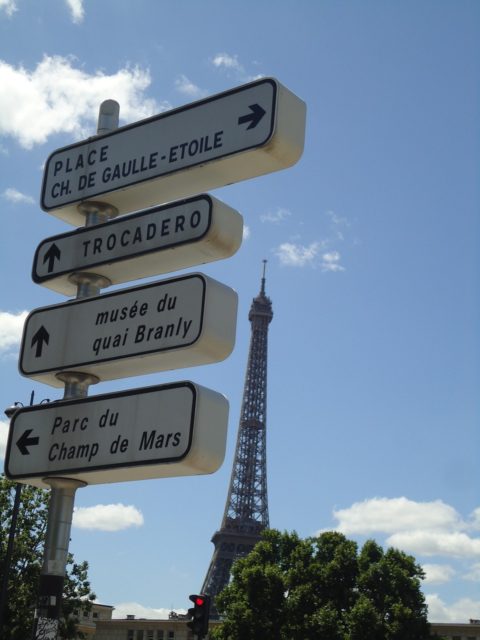 PLACE
CH. DE GAULLE-ETOILE
TROCADERO
musée du
quai Branly
Parc du
Champ de Mars